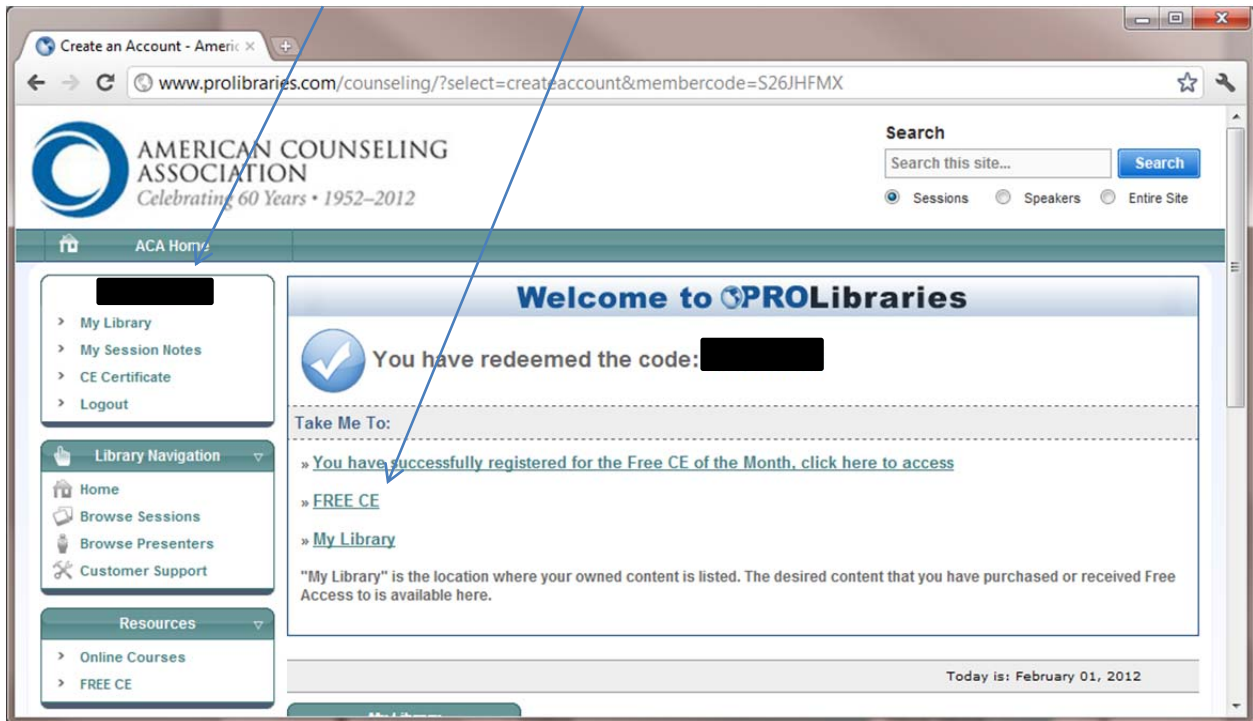 Create an Account - Americ
www.prolibraries.com/counseling/?select=createaccount&membercode=S26JHFMX
AMERICAN COUNSELING
ASSOCIATION
Celebrating 60 Years • 1952–2012
Search
Search this site...
Search
Sessions Speakers Entire Site
ACA Home
My Library
My Session Notes
CE Certificate
Logout
Library Navigation
Home
Browse Sessions
Browse Presenters
Customer Support
Resources
Online Courses
FREE CE
Welcome to PROLibraries
You have redeemed the code:
Take Me To:
» You have successfully registered for the Free CE of the Month, click here to access
» FREE CE
» My Library
"My Library" is the location where your owned content is listed. The desired content that you have purchased or received Free
Access to is available here.
Today is: February 01, 2012
My Library